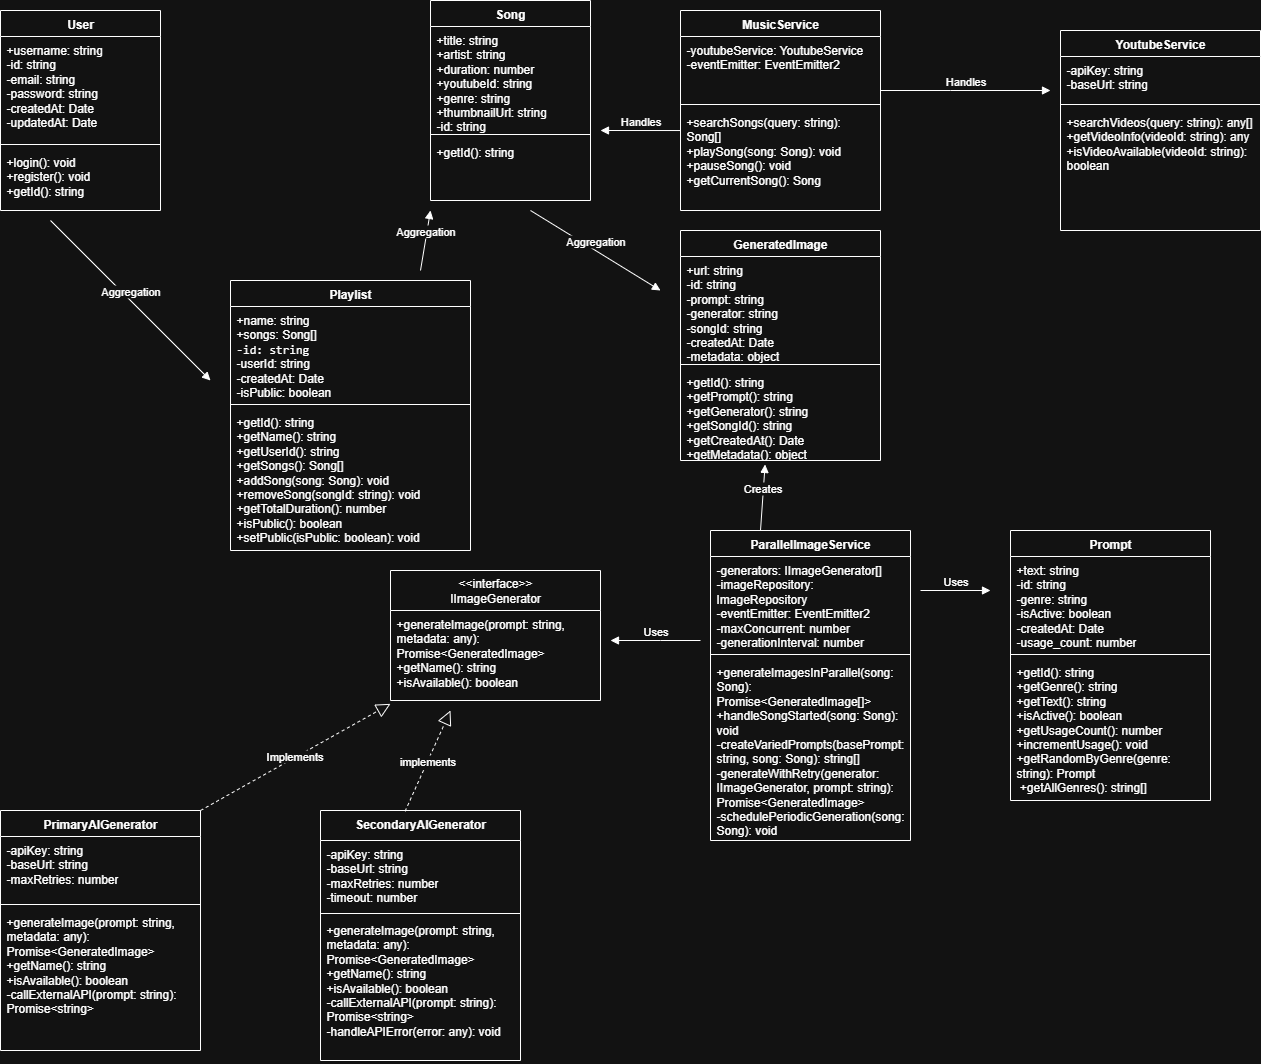 User
+username: string
-id: string
-email: string
-password: string
-createdAt: Date
-updatedAt: Date
+login(): void
+register(): void
+getId(): string
Song
+title: string
+artist: string
+duration: number
+youtubeId: string
+genre: string
+thumbnailUrl: string
-id: string
+getId(): string
MusicService
-youtubeService: YoutubeService
-eventEmitter: EventEmitter2
+searchSongs(query: string):
Song[]
+playSong(song: Song): void
+pauseSong(): void
+getCurrentSong(): Song
YoutubeService
-apiKey: string
-baseUrl: string
+searchVideos(query: string): any[]
+getVideoInfo(videoId: string): any
+isVideoAvailable(videoId: string):
boolean
Handles
Handles
Aggregation
Aggregation
Aggregation
Playlist
+name: string
+songs: Song[]
-id: string
-userId: string
-createdAt: Date
-isPublic: boolean
+getId(): string
+getName(): string
+getUserId(): string
+getSongs(): Song[]
+addSong(song: Song): void
+removeSong(songId: string): void
+getTotalDuration(): number
+isPublic(): boolean
+setPublic(isPublic: boolean): void
GeneratedImage
+url: string
-id: string
-prompt: string
-generator: string
-songId: string
-createdAt: Date
-metadata: object
+getId(): string
+getPrompt(): string
+getGenerator(): string
+getSongId(): string
+getCreatedAt(): Date
+getMetadata(): object
Creates
ParallelImageService
-generators: IImageGenerator[]
-imageRepository:
ImageRepository
-eventEmitter: EventEmitter2
-maxConcurrent: number
-generationInterval: number
+generateImagesInParallel(song:
Song):
Promise<GeneratedImage[]>
+handleSongStarted(song: Song):
void
-createVariedPrompts(basePrompt:
string, song: Song): string[]
-generateWithRetry(generator:
IImageGenerator, prompt: string):
Promise<GeneratedImage>
-schedulePeriodicGeneration(song:
Song): void
Uses
Prompt
+text: string
-id: string
-genre: string
-isActive: boolean
-createdAt: Date
-usage_count: number
+getId(): string
+getGenre(): string
+getText(): string
+isActive(): boolean
+getUsageCount(): number
+incrementUsage(): void
+getRandomByGenre(genre:
string): Prompt
+getAllGenres(): string[]
<<interface>>
IImageGenerator
+generateImage(prompt: string,
metadata: any):
Promise<GeneratedImage>
+getName(): string
+isAvailable(): boolean
Uses
Implements
implements
PrimaryAIGenerator
-apiKey: string
-baseUrl: string
-maxRetries: number
+generateImage(prompt: string,
metadata: any):
Promise<GeneratedImage>
+getName(): string
+isAvailable(): boolean
-callExternalAPI(prompt: string):
Promise<string>
SecondaryAIGenerator
-apiKey: string
-baseUrl: string
-maxRetries: number
-timeout: number
+generateImage(prompt: string,
metadata: any):
Promise<GeneratedImage>
+getName(): string
+isAvailable(): boolean
-callExternalAPI(prompt: string):
Promise<string>
-handleAPIError(error: any): void